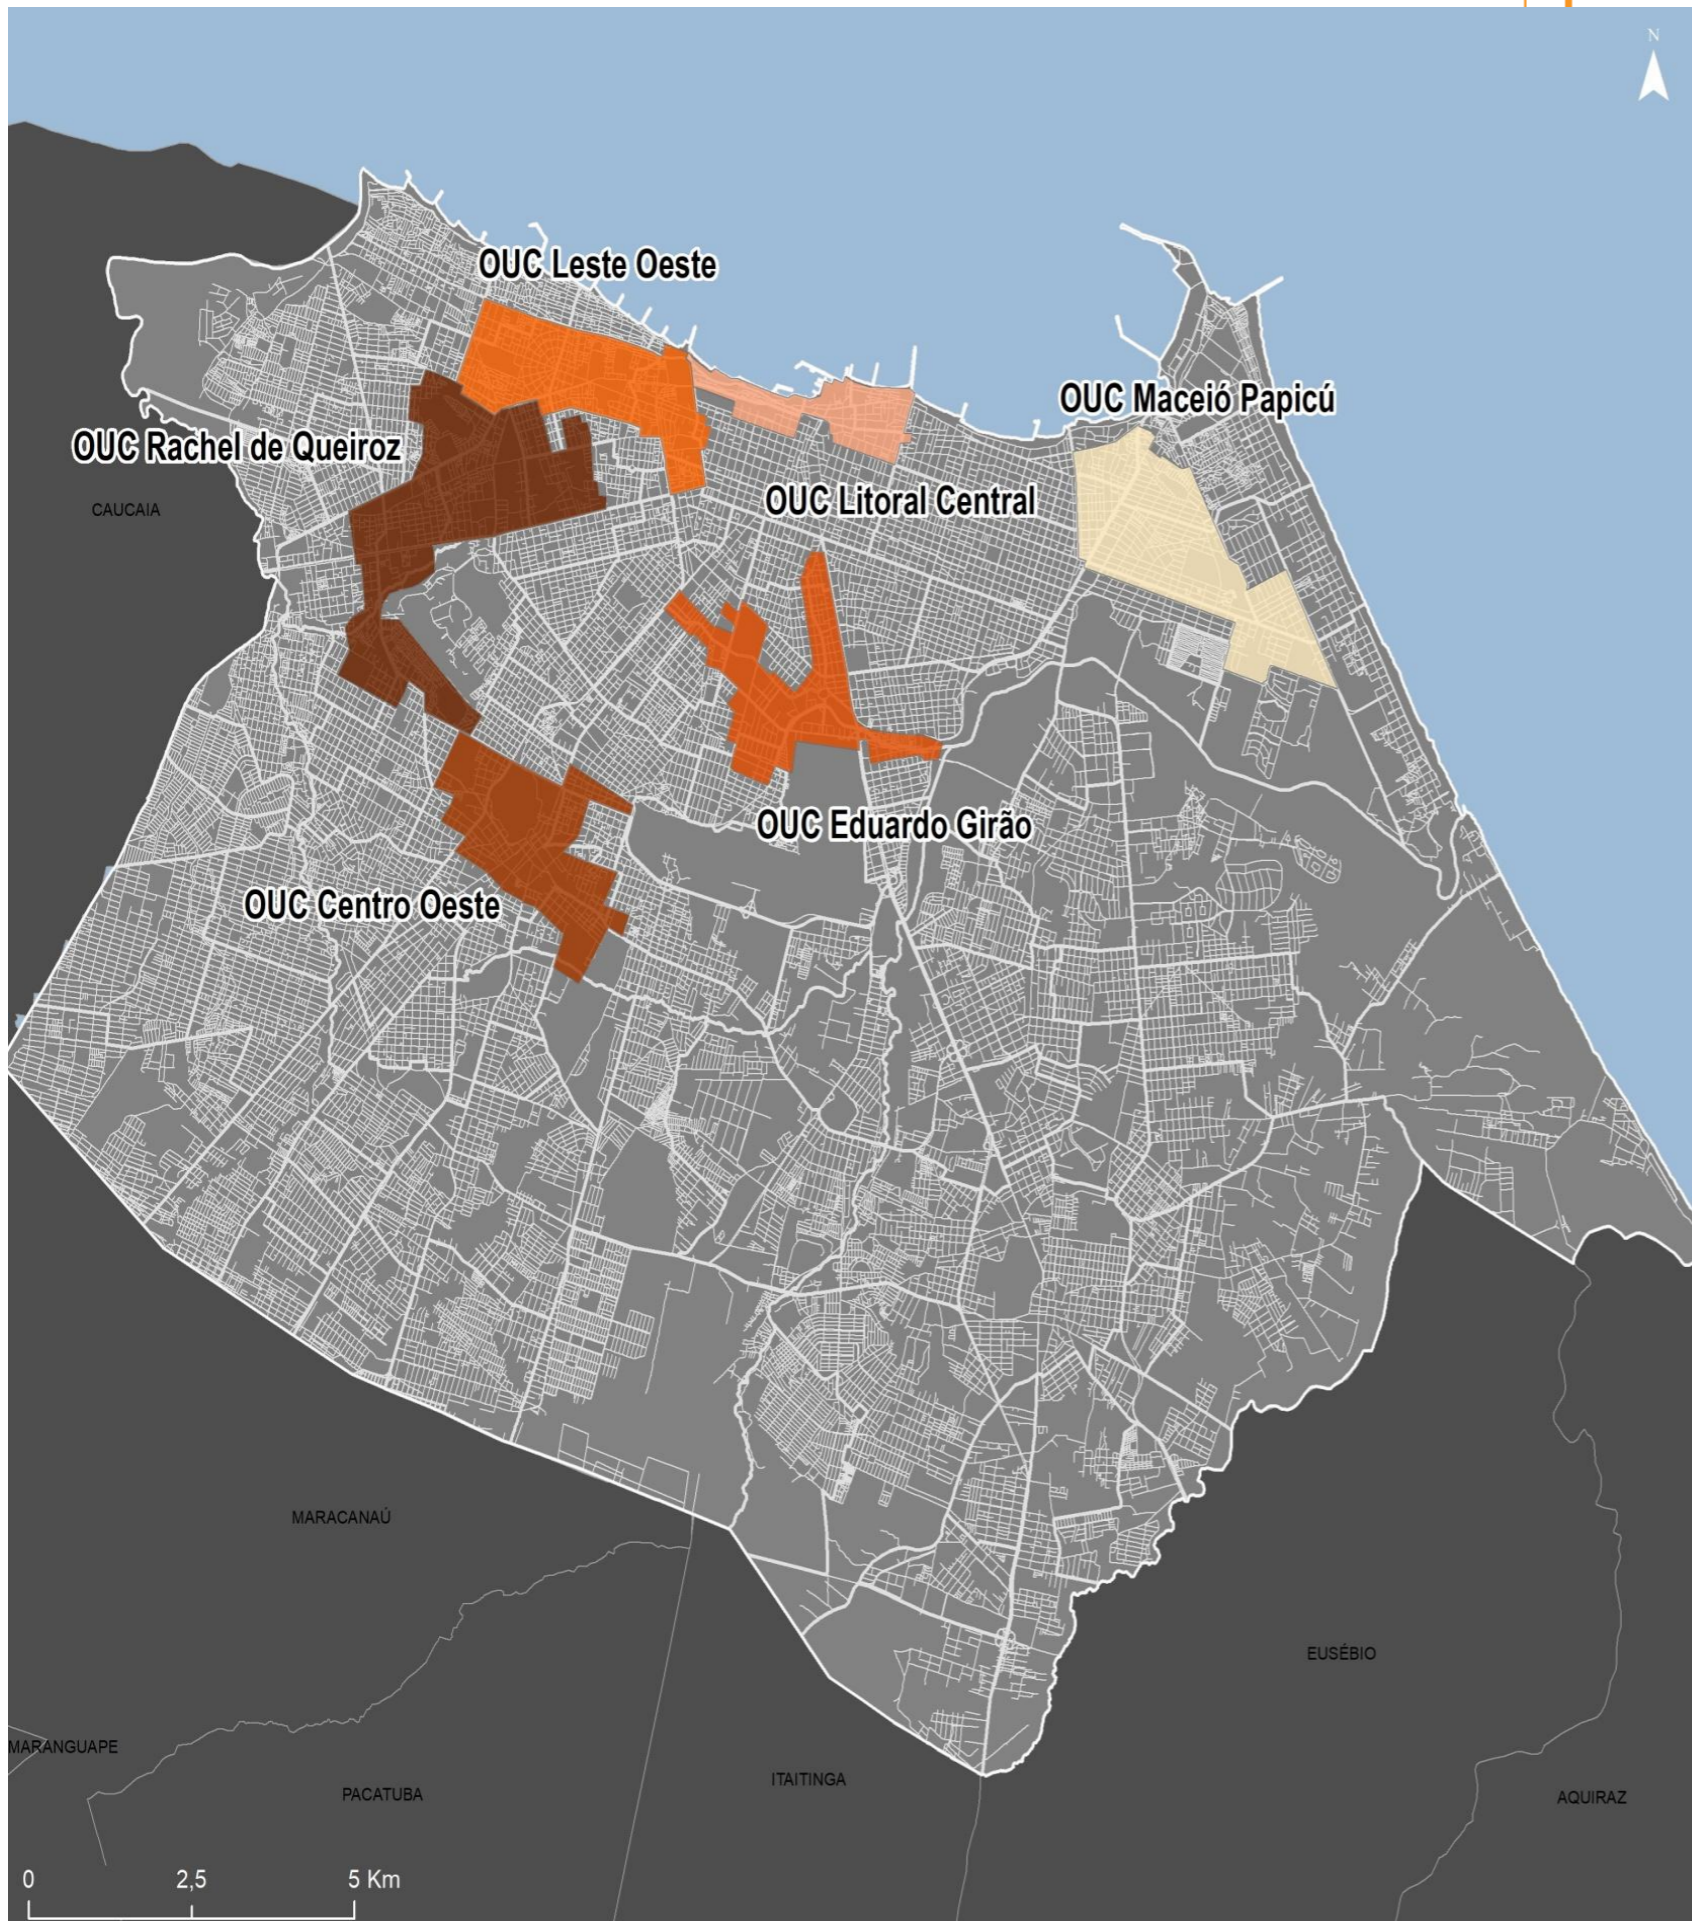 N
OUC Leste Oeste
OUC Maceió Papicú
OUC Rachel de Queiroz
OUC Litoral Central
CAUCAIA
OUC Eduardo Girão
OUC Centro Oeste
MARACANAÚ
EUSÉBIO
MARANGUAPE
ITAITINGA
PACATUBA
AQUIRAZ
0 2,5 5 Km